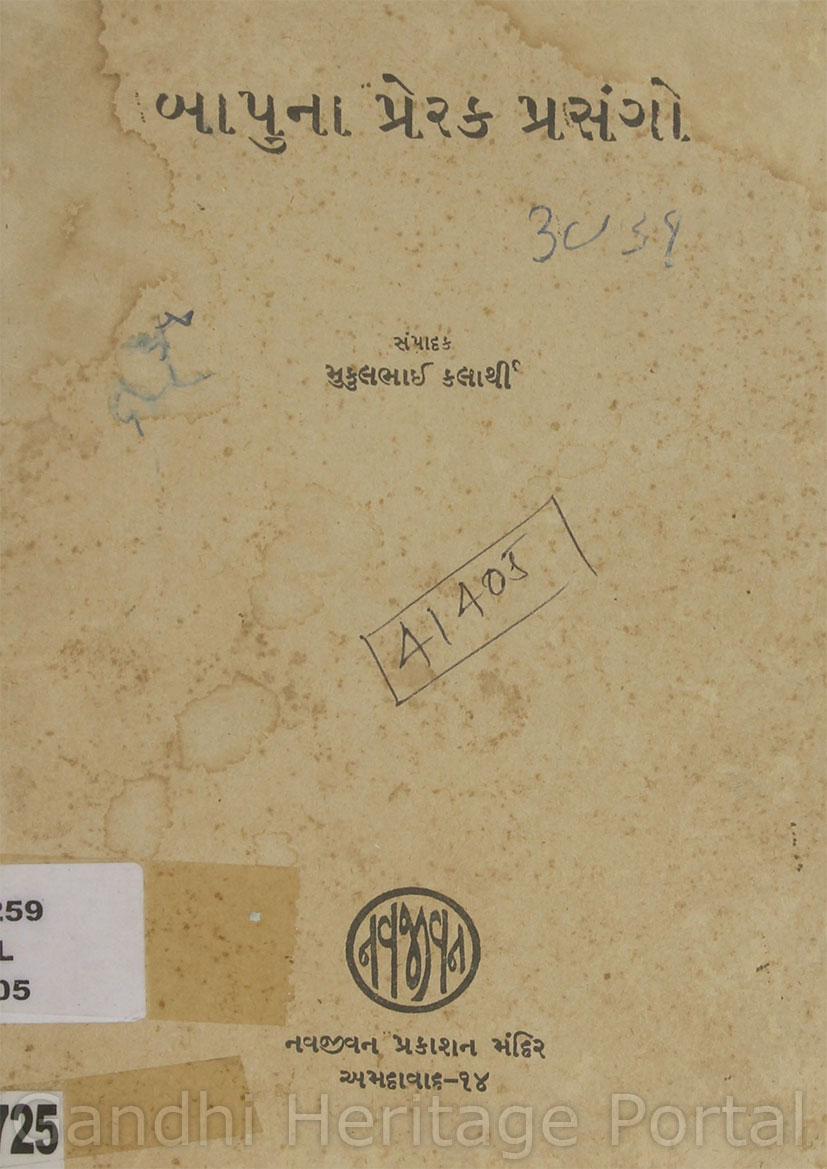 બાપુના પ્રેરક પ્રસંગો
સંપાદક
મુકુલભાઈ કલાર્થી
41405
259
L
05
નવજીવન
નવજીવન પ્રકાશન મંદિર
અમદાવાદ–૧૪
725
Gandhi Heritage Portal